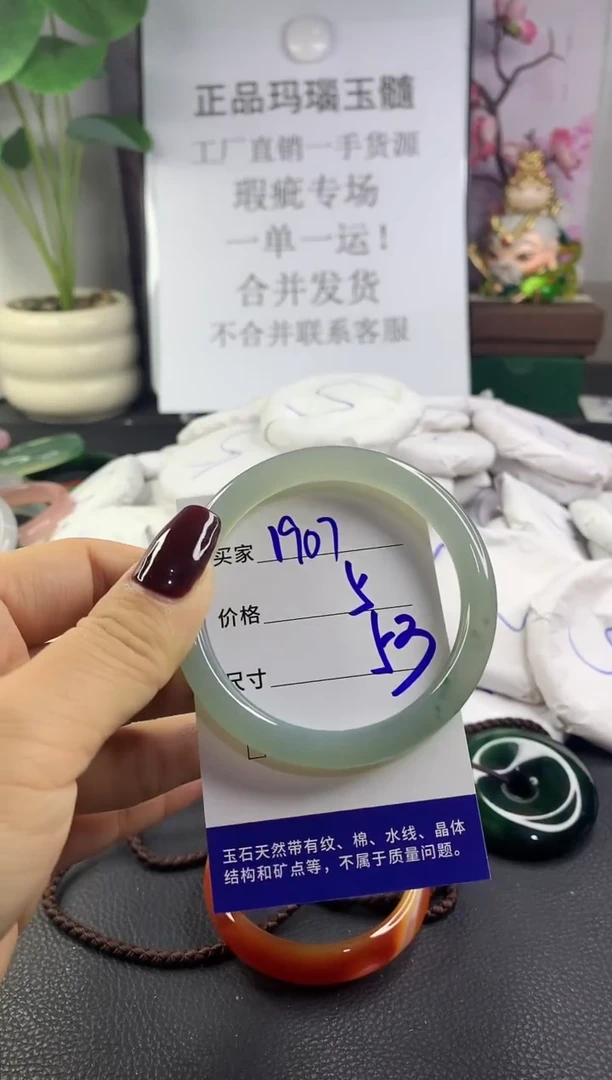 正品玛瑙玉髓
工厂直销一手货源
瑕疵专场
一单一运！
合并发货
不合并联系客服
买家 1907
价格 5
尺寸 53
玉石天然带有纹、棉、水线、晶体
结构和矿点等，不属于质量问题。